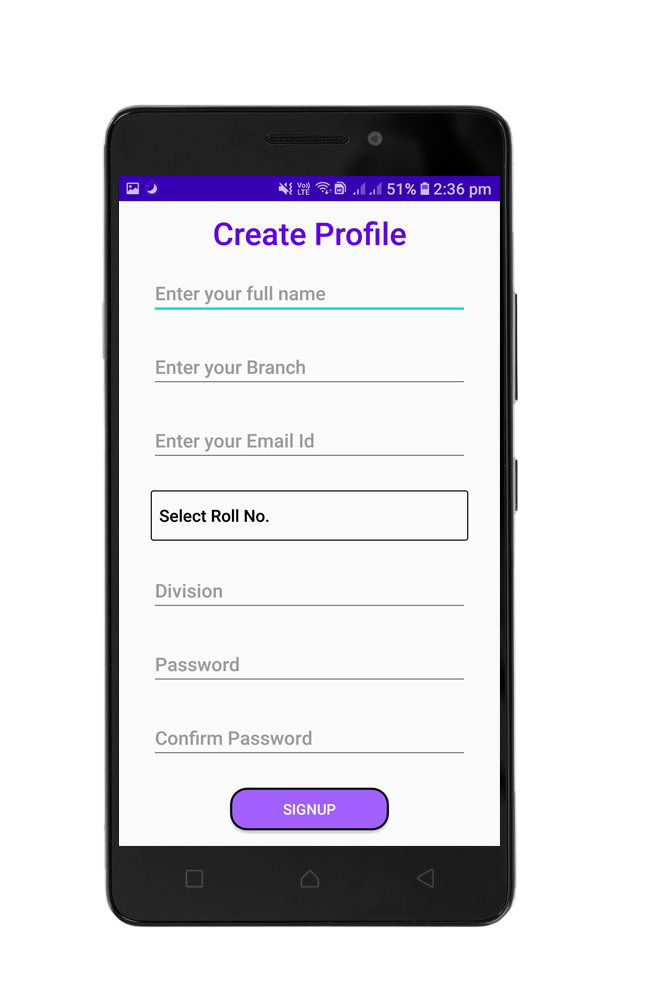 Vo)) LTE 51% 2:36 pm
Create Profile
Enter your full name
Enter your Branch
Enter your Email Id
Select Roll No.
Division
Password
Confirm Password
SIGNUP